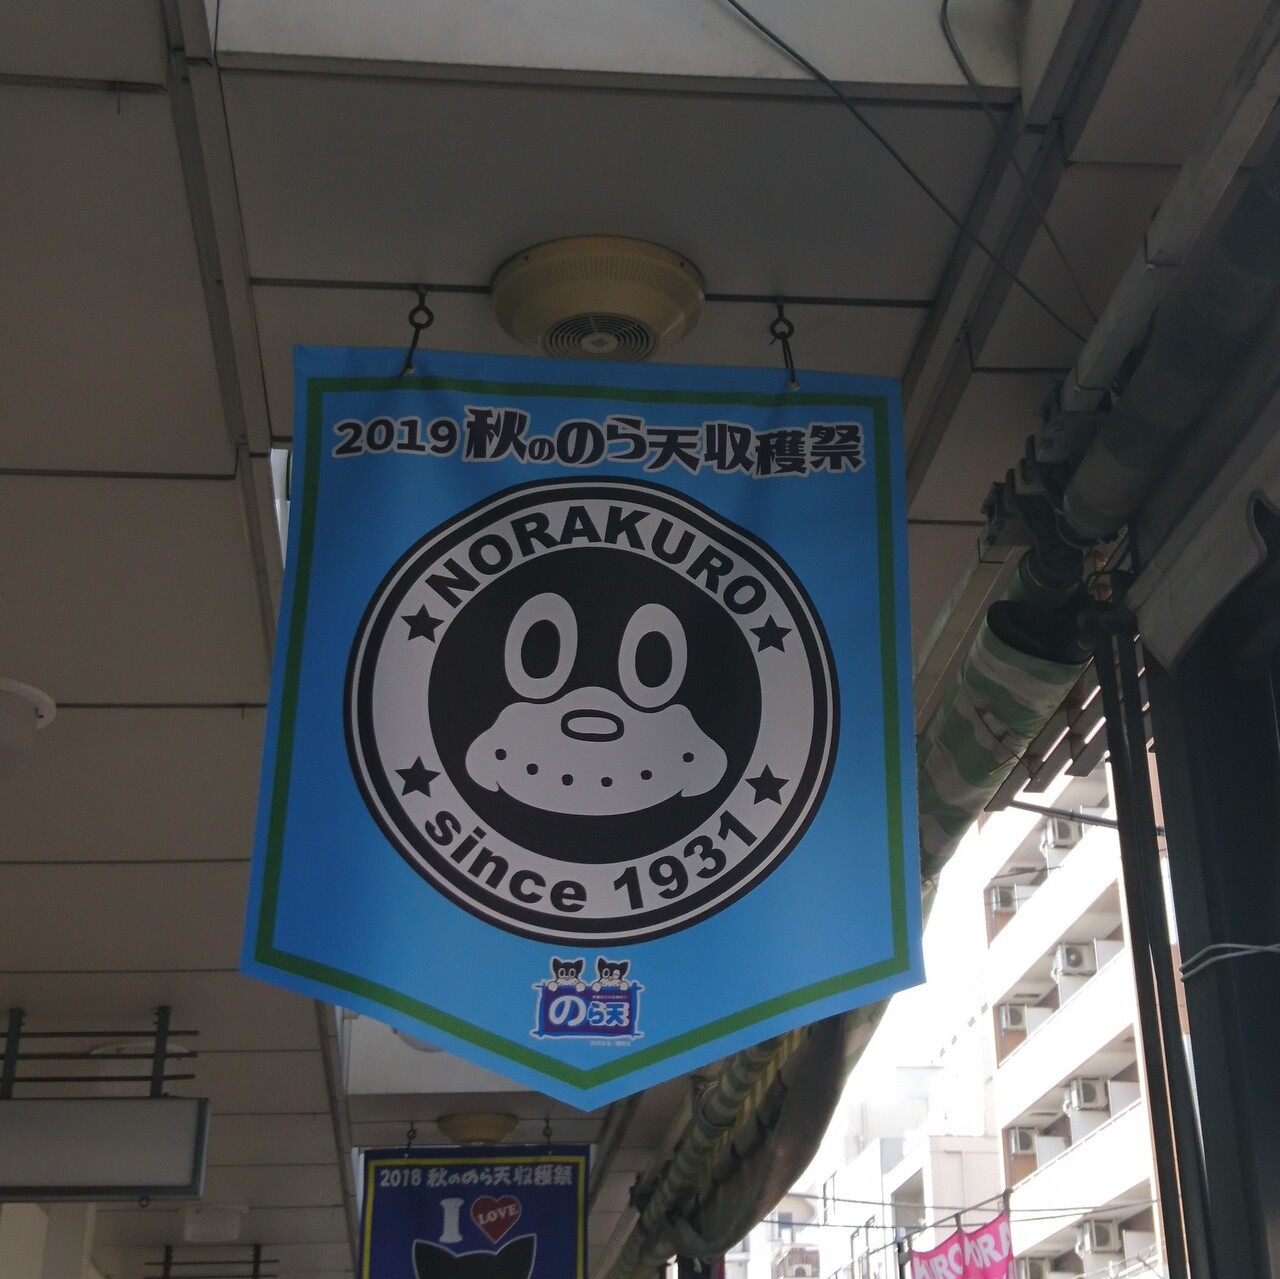 2019 秋ののら天収穫祭
NORAKURO
since 1931
のら天
2018 秋ののら天収穫祭
I LOVE